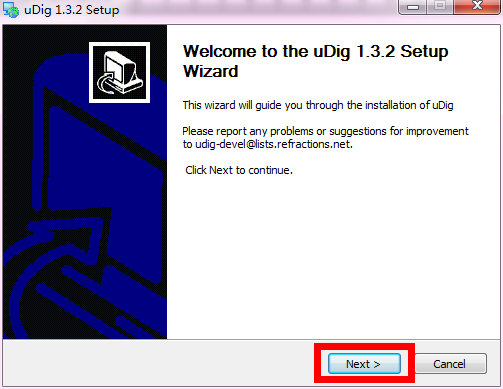 uDig 1.3.2 Setup
Welcome to the uDig 1.3.2 Setup
Wizard
This wizard will guide you through the installation of uDig
Please report any problems or suggestions for improvement
to udig-devel@lists.refractions.net.
Click Next to continue.
Next >
Cancel